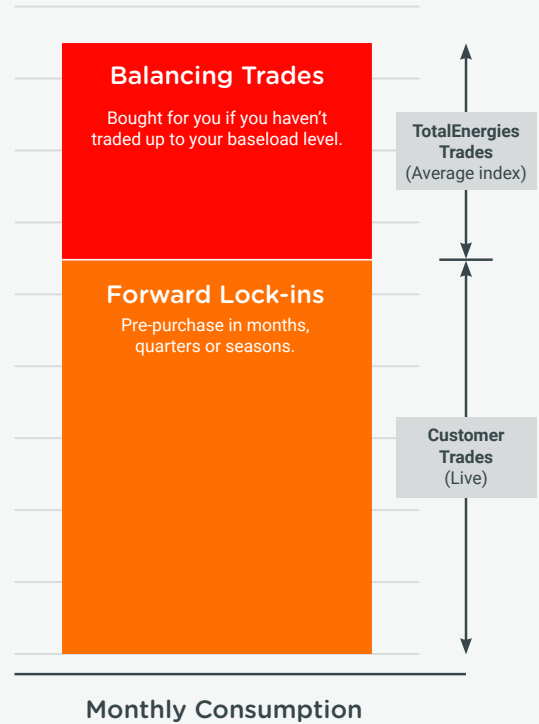 Balancing Trades
Bought for you if you haven’t
traded up to your baseload level.
TotalEnergies
Trades
(Average index)
Forward Lock-ins
Pre-purchase in months,
quarters or seasons.
Customer
Trades
(Live)
Monthly Consumption